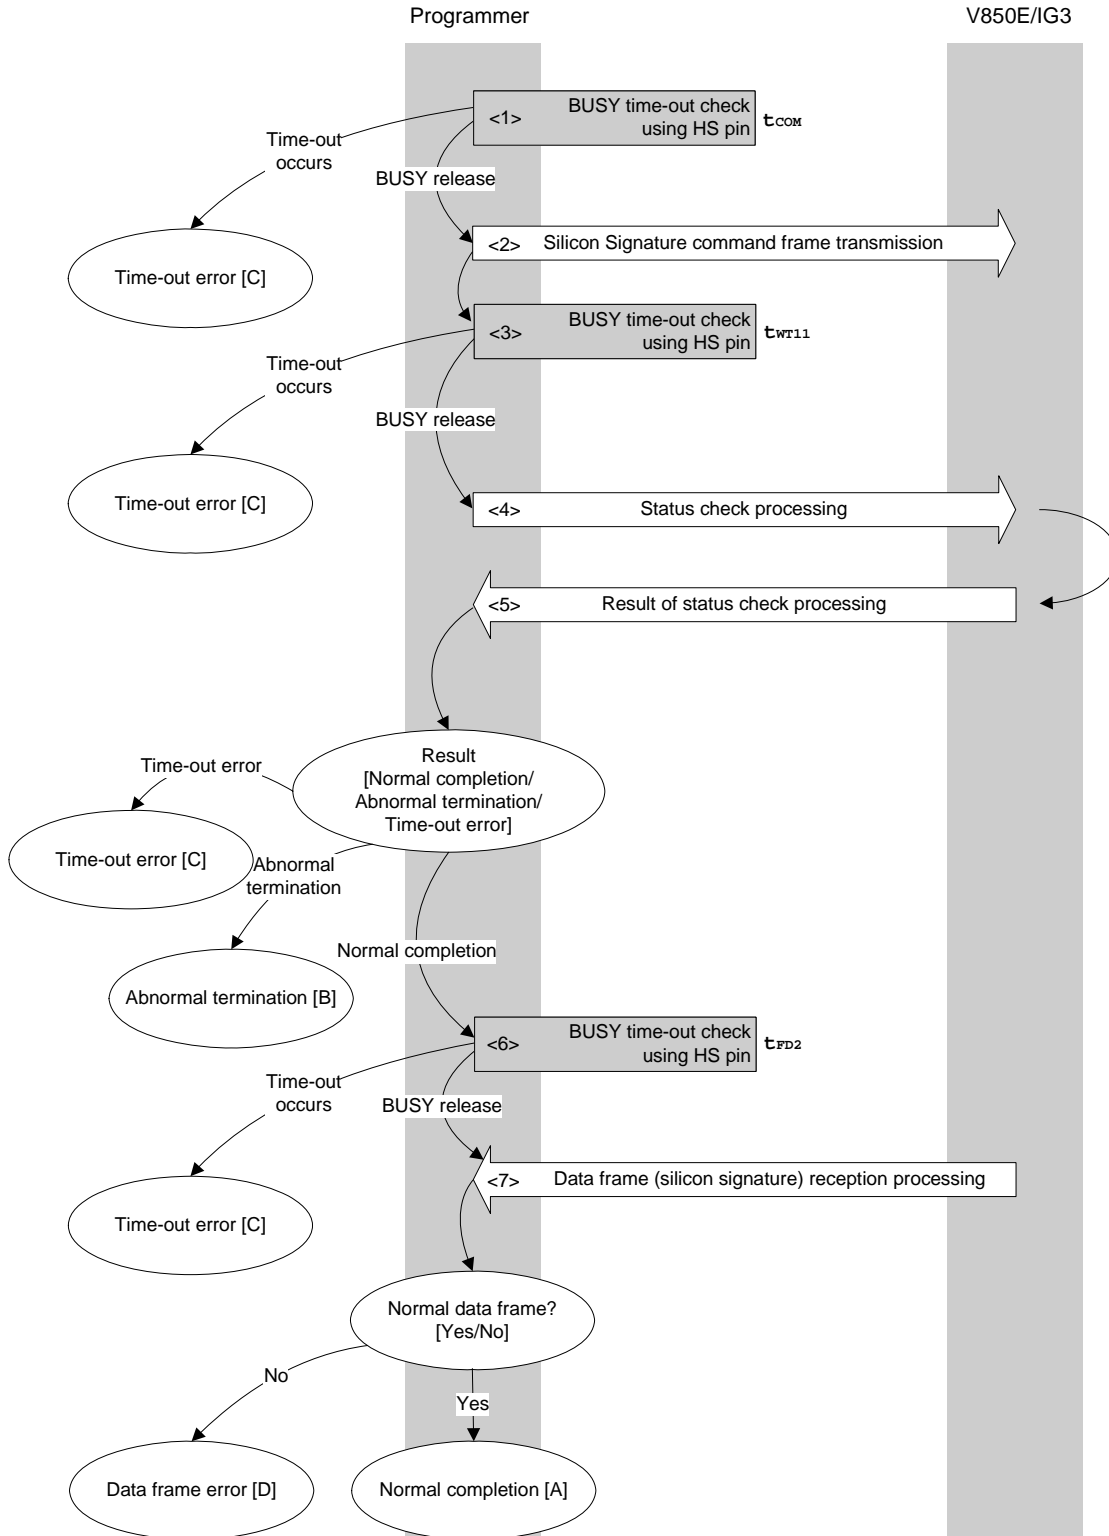 Programmer
V850E/IG3
<1>
BUSY time-out check
using HS pin
tCOM
Time-out
occurs
BUSY release
<2>
Silicon Signature command frame transmission
Time-out error [C]
<3>
BUSY time-out check
using HS pin
tWT11
Time-out
occurs
BUSY release
Time-out error [C]
<4>
Status check processing
<5>
Result of status check processing
Result
[Normal completion/
Abnormal termination/
Time-out error]
Time-out error
Time-out error [C]
Abnormal
termination
Normal completion
Abnormal termination [B]
<6>
BUSY time-out check
using HS pin
tFD2
Time-out
occurs
BUSY release
<7>
Data frame (silicon signature) reception processing
Time-out error [C]
Normal data frame?
[Yes/No]
No
Yes
Data frame error [D]
Normal completion [A]